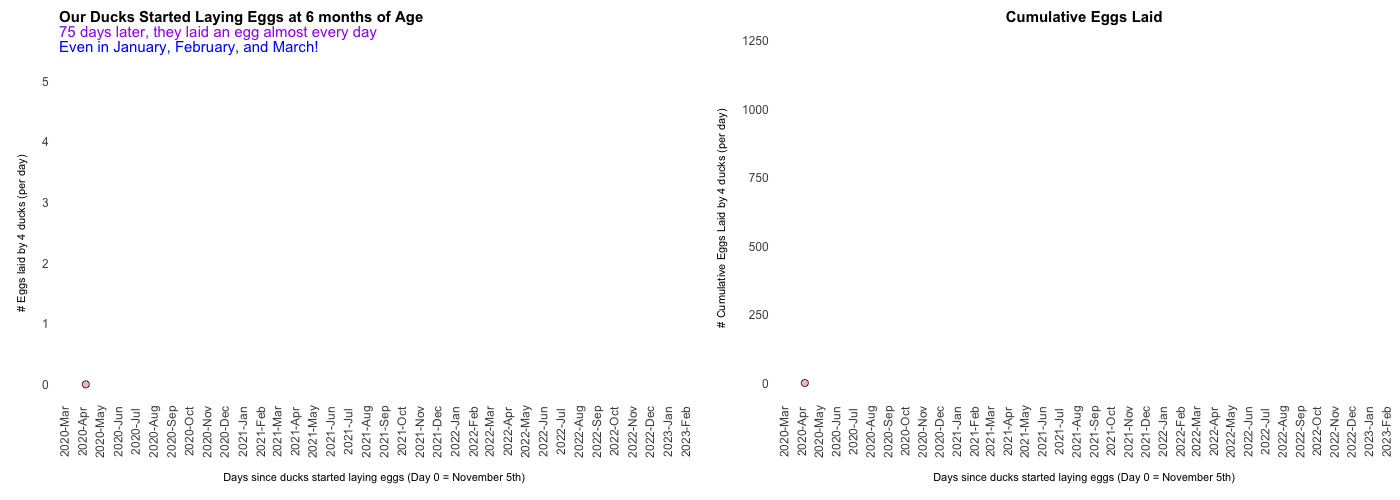 Our Ducks Started Laying Eggs at 6 months of Age
75 days later, they laid an egg almost every day
Even in January, February, and March!
# Eggs laid by 4 ducks (per day)
5
4
3
2
1
0
2020-Mar
2020-Apr
2020-May
2020-Jun
2020-Jul
2020-Aug
2020-Sep
2020-Oct
2020-Nov
2020-Dec
2021-Jan
2021-Feb
2021-Mar
2021-Apr
2021-May
2021-Jun
2021-Jul
2021-Aug
2021-Sep
2021-Oct
2021-Nov
2021-Dec
2022-Jan
2022-Feb
2022-Mar
2022-Apr
2022-May
2022-Jun
2022-Jul
2022-Aug
2022-Sep
2022-Oct
2022-Nov
2022-Dec
2023-Jan
2023-Feb
Days since ducks started laying eggs (Day 0 = November 5th)
Cumulative Eggs Laid
# Cumulative Eggs Laid by 4 ducks (per day)
1250
1000
750
500
250
0
2020-Mar
2020-Apr
2020-May
2020-Jun
2020-Jul
2020-Aug
2020-Sep
2020-Oct
2020-Nov
2020-Dec
2021-Jan
2021-Feb
2021-Mar
2021-Apr
2021-May
2021-Jun
2021-Jul
2021-Aug
2021-Sep
2021-Oct
2021-Nov
2021-Dec
2022-Jan
2022-Feb
2022-Mar
2022-Apr
2022-May
2022-Jun
2022-Jul
2022-Aug
2022-Sep
2022-Oct
2022-Nov
2022-Dec
2023-Jan
2023-Feb
Days since ducks started laying eggs (Day 0 = November 5th)